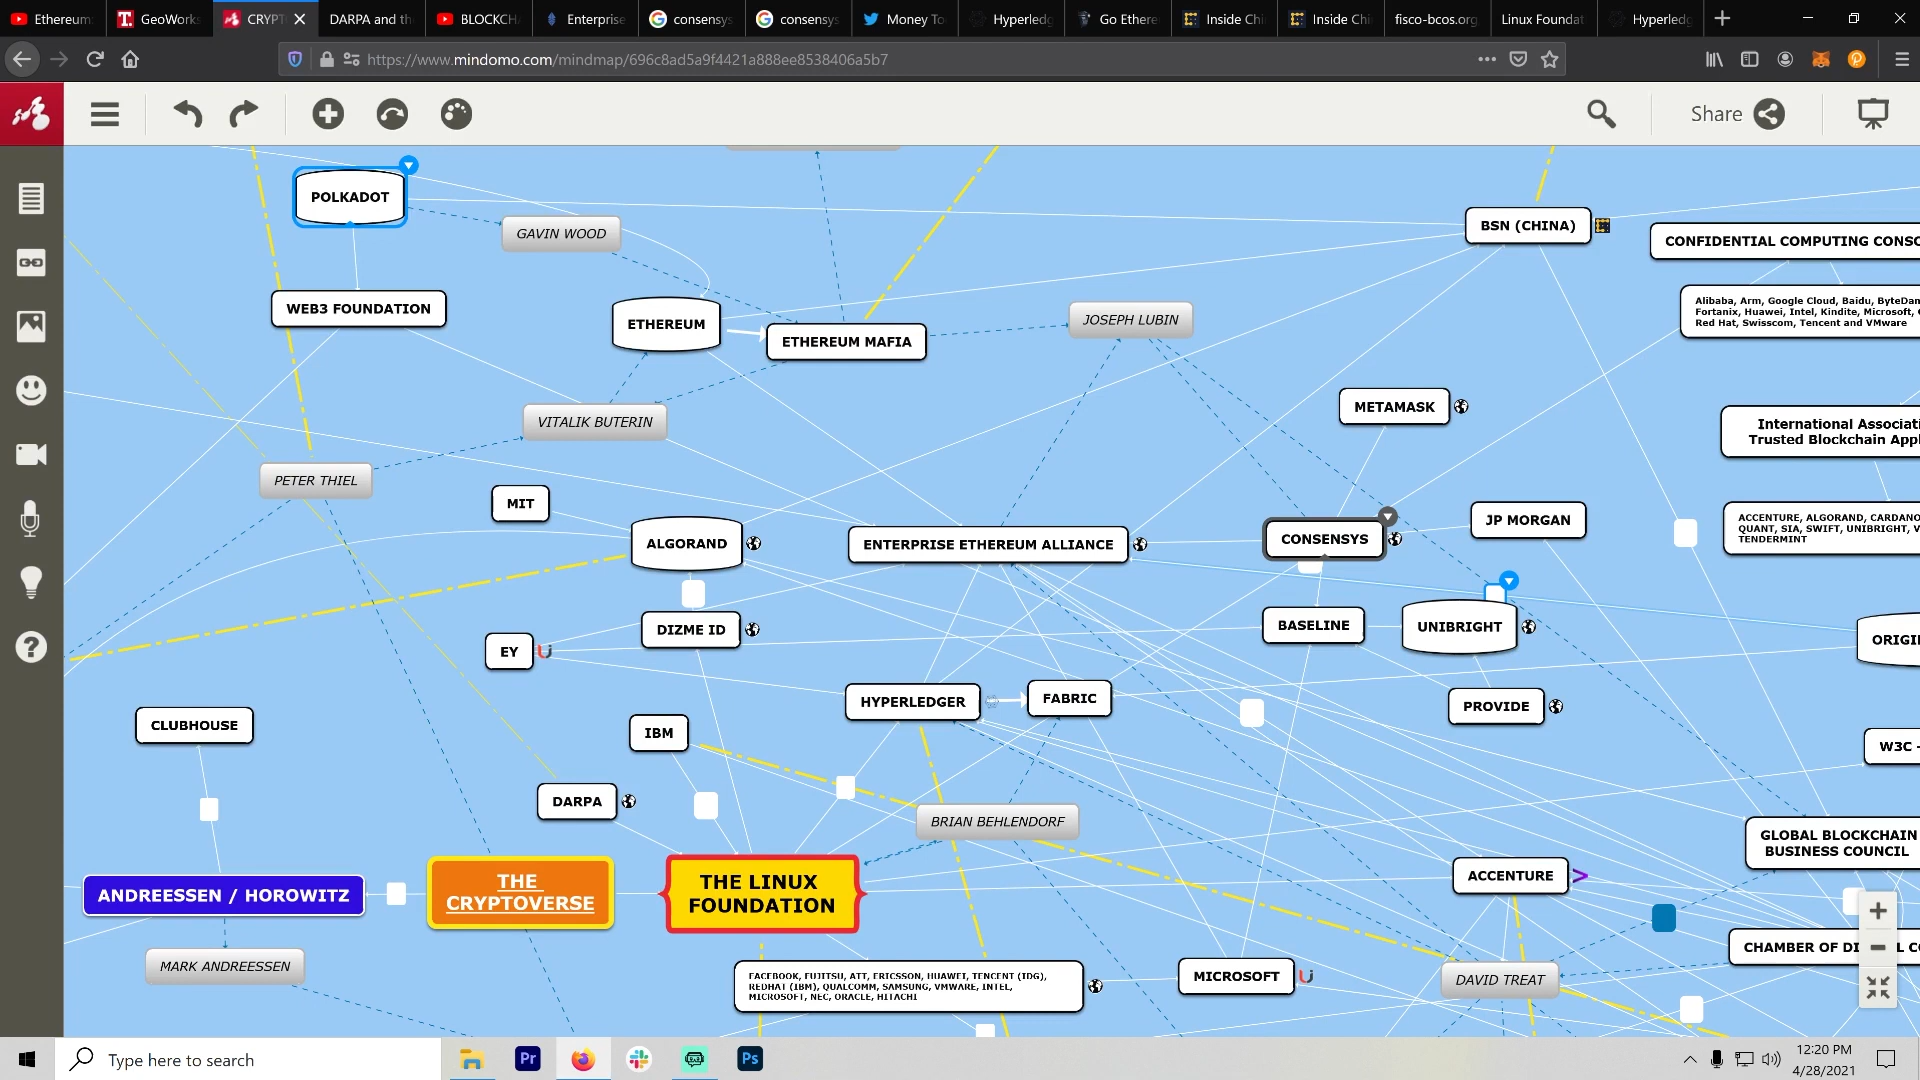 Ethereum:
GeoWorks
CRYPT
DARPA and th
BLOCKCHA
Enterprise
consensys
consensys
Money To
Hyperledg
Go Ethere
Inside Chi
Inside Chi
fisco-bcos.org
Linux Foundat
Hyperledg
https://www.mindomo.com/mindmap/696c8ad5a9f4421a888ee8538406a5b7
Share
POLKADOT
GAVIN WOOD
BSN (CHINA)
CONFIDENTIAL COMPUTING CONSO
WEB3 FOUNDATION
ETHEREUM
ETHEREUM MAFIA
JOSEPH LUBIN
Alibaba, Arm, Google Cloud, Baidu, ByteDan
Fortanix, Huawei, Intel, Kindite, Microsoft,
Red Hat, Swisscom, Tencent and VMware
METAMASK
VITALIK BUTERIN
International Associati
Trusted Blockchain Appl
PETER THIEL
MIT
ALGORAND
ENTERPRISE ETHEREUM ALLIANCE
CONSENSYS
JP MORGAN
ACCENTURE, ALGORAND, CARDANO
QUANT, SIA, SWIFT, UNIBRIGHT, V
TENDERMINT
DIZME ID
BASELINE
UNIBRIGHT
ORIGI
EY
HYPERLEDGER
FABRIC
PROVIDE
CLUBHOUSE
IBM
W3C -
DARPA
BRIAN BEHLENDORF
GLOBAL BLOCKCHAIN
BUSINESS COUNCIL
ANDREESSEN / HOROWITZ
THE
CRYPTOVERSE
THE LINUX
FOUNDATION
ACCENTURE
CHAMBER OF DI L CO
MARK ANDREESSEN
FACEBOOK, FUJITSU, ATT, ERICSSON, HUAWEI, TENCENT (IDG),
REDHAT (IBM), QUALCOMM, SAMSUNG, VMWARE, INTEL,
MICROSOFT, NEC, ORACLE, HITACHI
MICROSOFT
DAVID TREAT
Type here to search
Pr
Ps
12:20 PM
4/28/2021